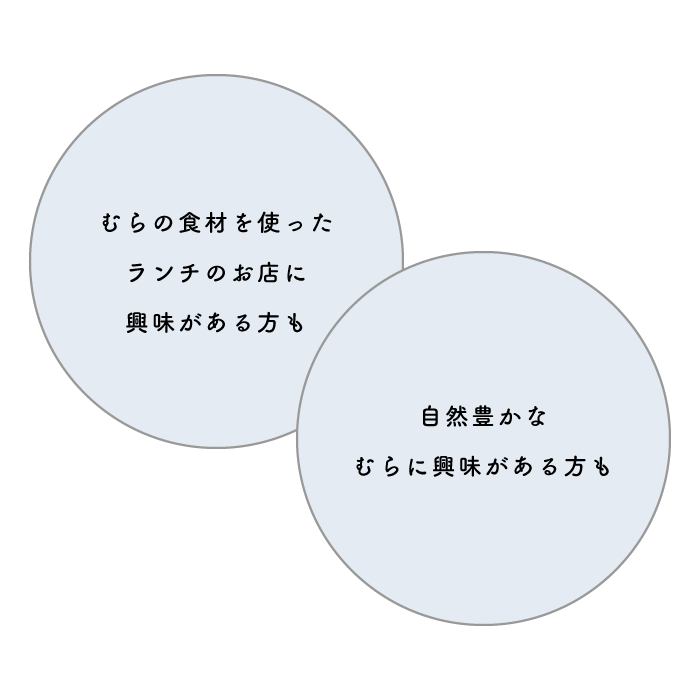 むらの食材を使った
ランチのお店に
興味がある方も
自然豊かな
むらに興味がある方も